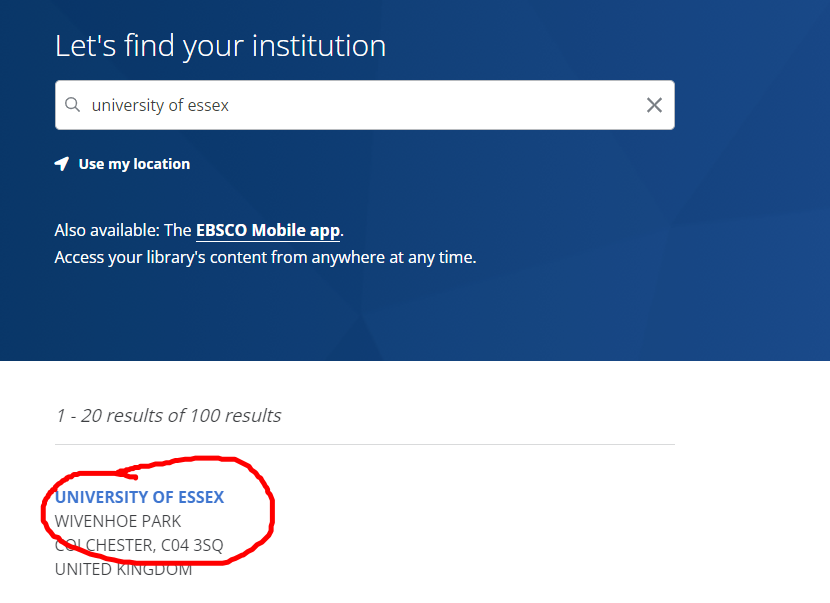 Let's find your institution
university of essex
Use my location
Also available: The EBSCO Mobile app.
Access your library's content from anywhere at any time.
1 - 20 results of 100 results
UNIVERSITY OF ESSEX
WIVENHOE PARK
COLCHESTER, C04 3SQ
UNITED KINGDOM